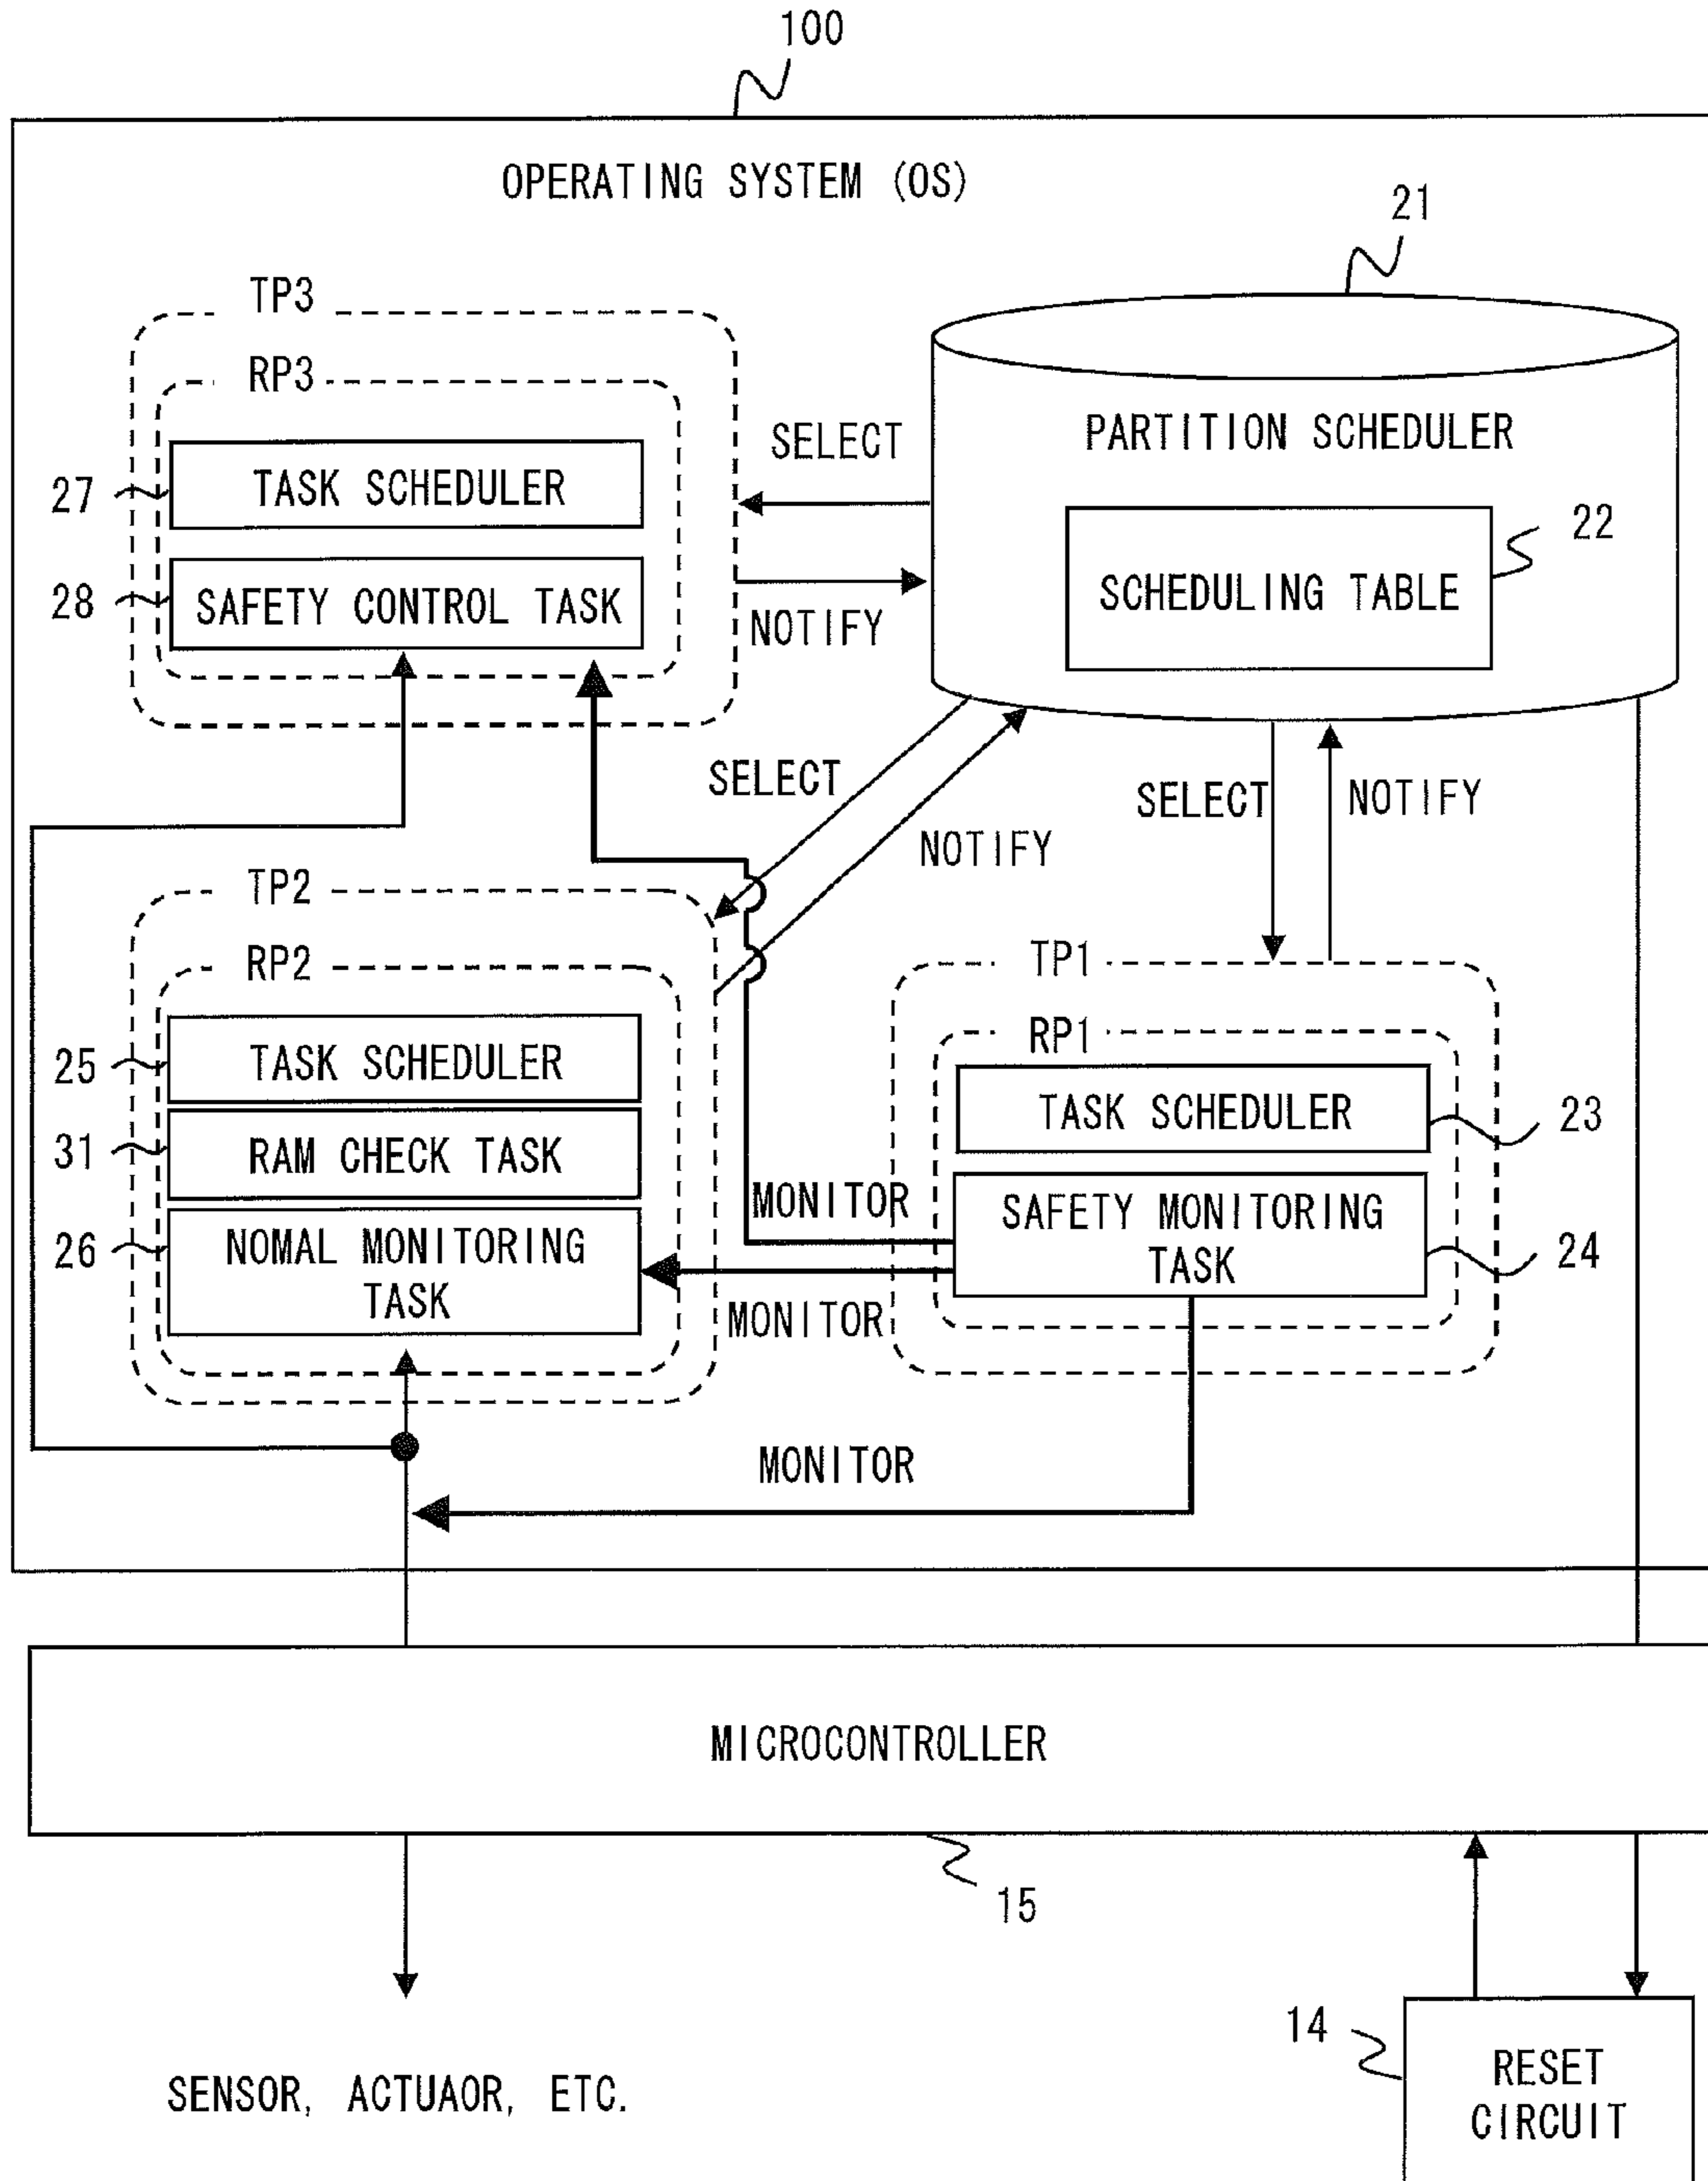 100
OPERATING SYSTEM (OS)
21
TP3
RP3
PARTITION SCHEDULER
SELECT
27
TASK SCHEDULER
22
SCHEDULING TABLE
28
SAFETY CONTROL TASK
NOTIFY
SELECT
SELECT
NOTIFY
NOTIFY
TP2
RP2
TP1
RP1
25
TASK SCHEDULER
23
TASK SCHEDULER
31
RAM CHECK TASK
MONITOR
SAFETY MONITORING
TASK
24
26
NOMAL MONITORING
TASK
MONITOR
MONITOR
MICROCONTROLLER
15
14
RESET
CIRCUIT
SENSOR, ACTUAOR, ETC.